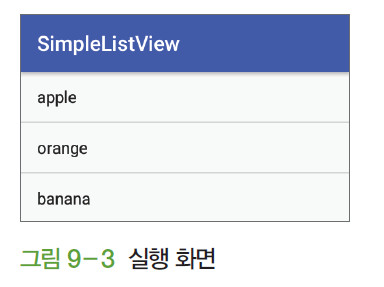 SimpleListView
apple
orange
banana
그림 9-3 실행 화면